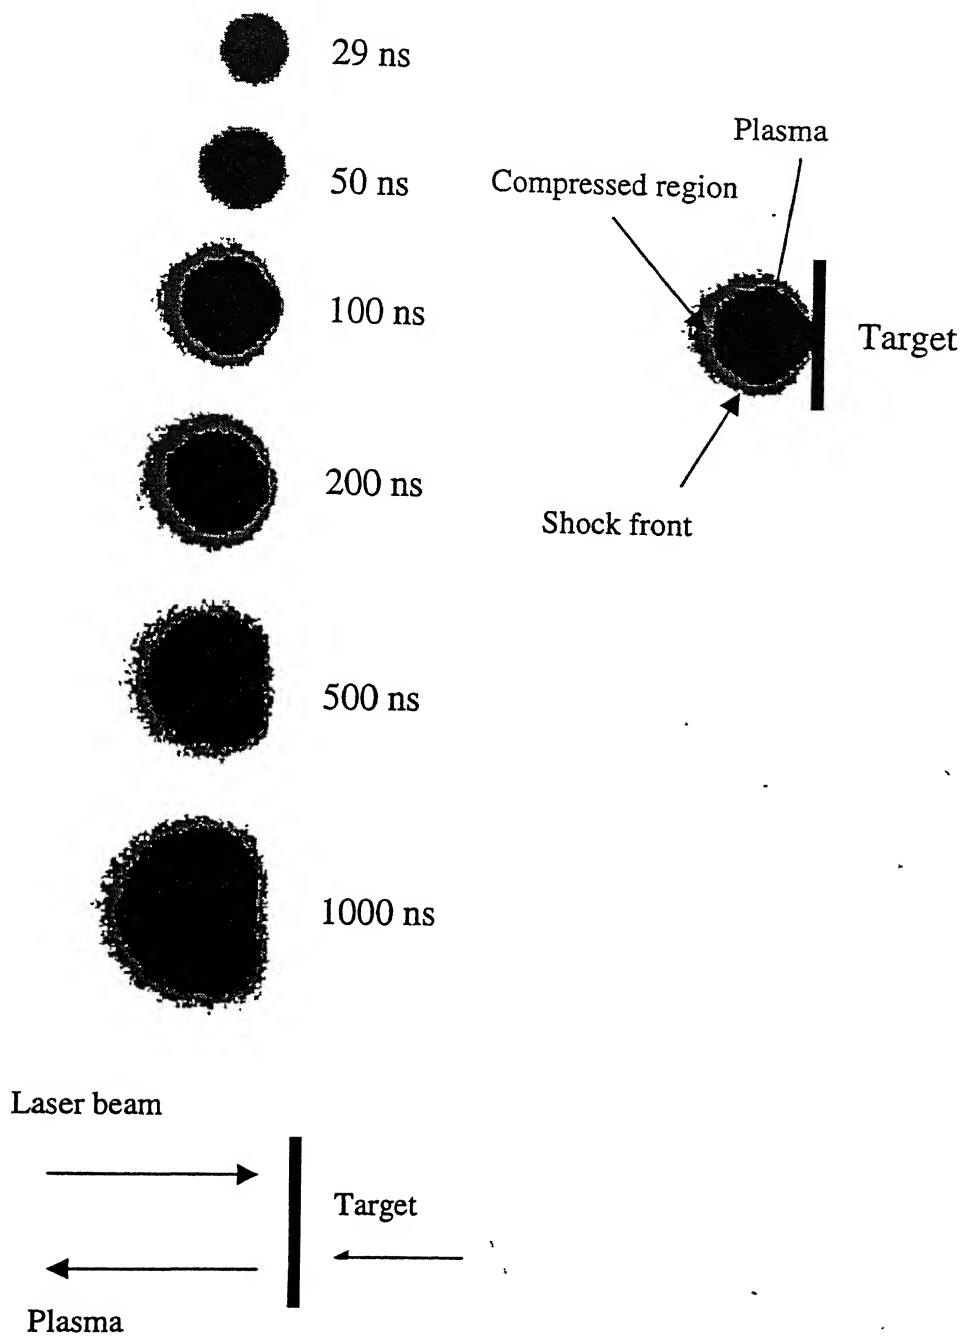 29 ns
50 ns
100 ns
200 ns
500 ns
1000 ns
Plasma
Compressed region
Target
Shock front
Laser beam
Target
Plasma